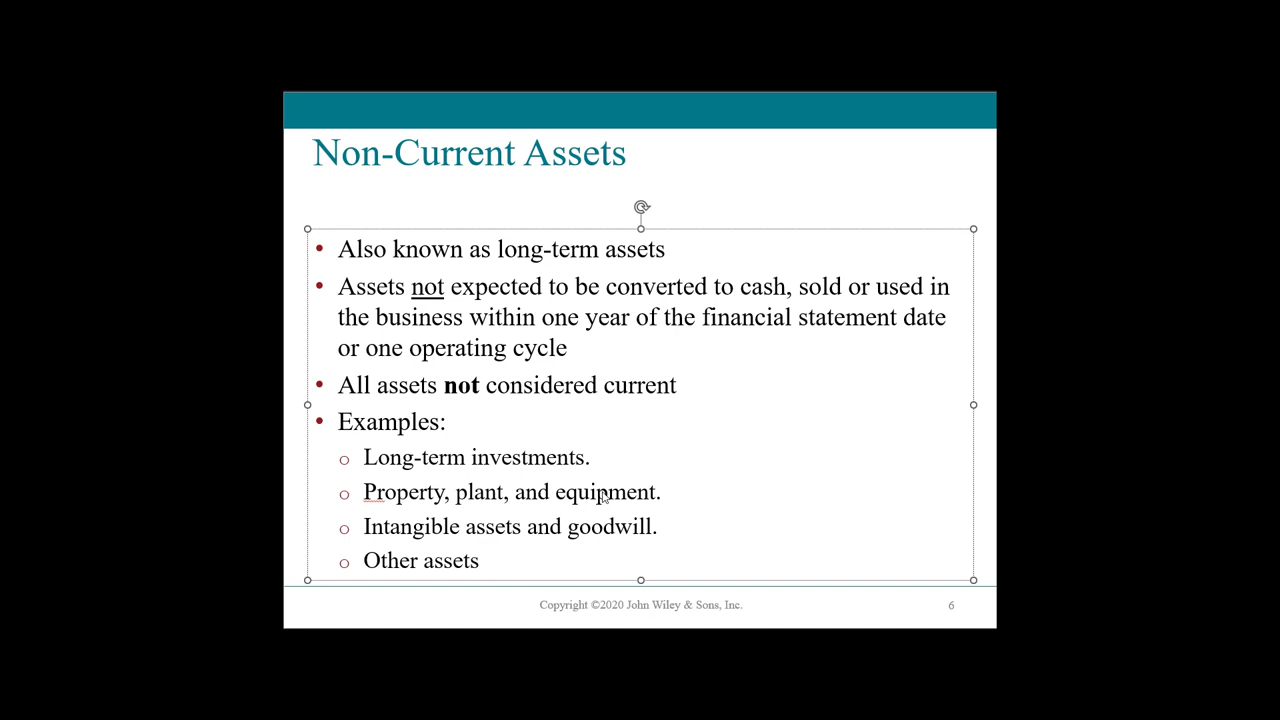 Non-Current Assets
• Also known as long-term assets
• Assets not expected to be converted to cash, sold or used in
the business within one year of the financial statement date
or one operating cycle
• All assets not considered current
• Examples:
o Long-term investments.
o Property, plant, and equipment.
o Intangible assets and goodwill.
o Other assets
Copyright ©2020 John Wiley & Sons, Inc.
6